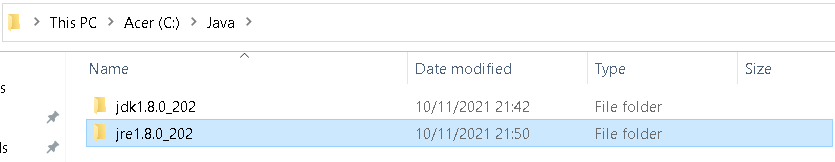 This PC > Acer (C:) > Java >
Name Date modified Type Size
jdk1.8.0_202 10/11/2021 21:42 File folder
jre1.8.0_202 10/11/2021 21:50 File folder